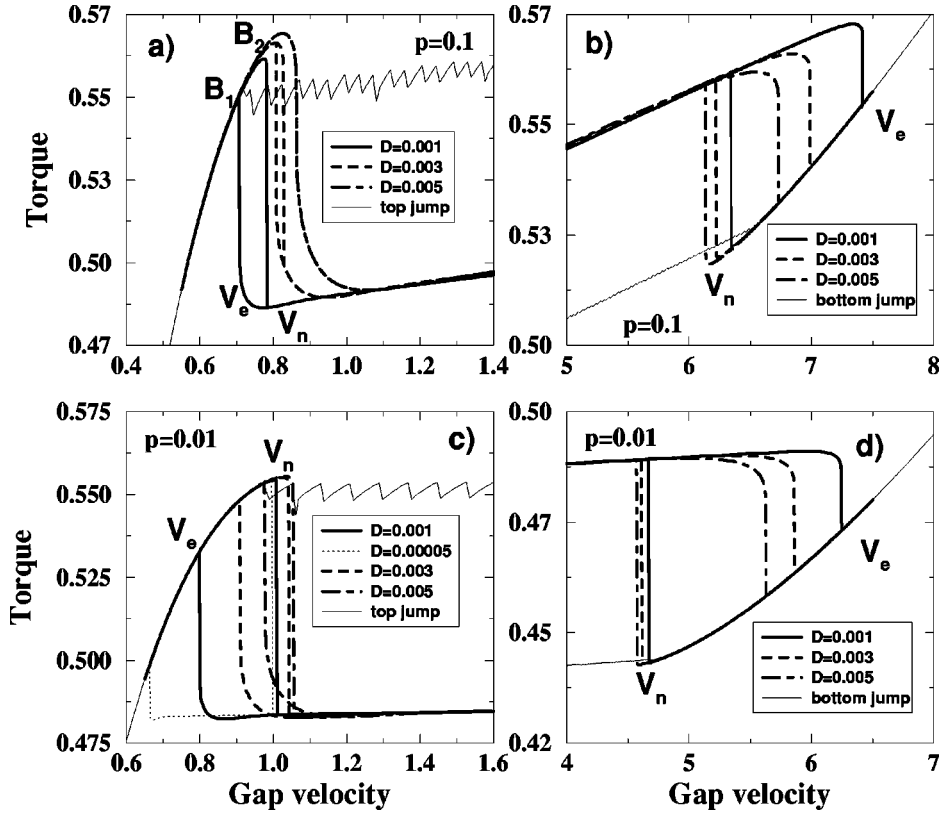 a)
B₂
p=0.1
B₁
D=0.001
D=0.003
D=0.005
top jump
Vₑ
Vₙ
Torque
0.57
0.55
0.53
0.50
0.47
0.4 0.6 0.8 1.0 1.2 1.4
b)
Vₑ
D=0.001
D=0.003
D=0.005
bottom jump
Vₙ
p=0.1
0.57
0.55
0.53
0.50
5 6 7 8
p=0.01
c)
Vₙ
Vₑ
D=0.001
D=0.00005
D=0.003
D=0.005
top jump
Torque
0.575
0.550
0.525
0.500
0.475
0.6 0.8 1.0 1.2 1.4 1.6
Gap velocity
p=0.01
d)
Vₑ
D=0.001
D=0.003
D=0.005
bottom jump
Vₙ
0.50
0.47
0.45
0.42
4 5 6 7
Gap velocity